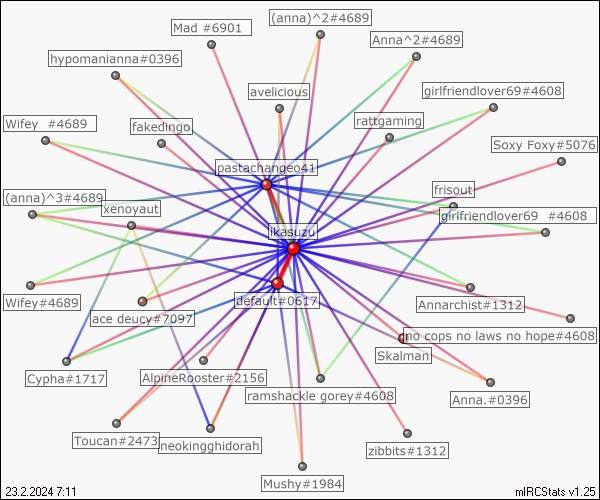 (anna)^2#4689
Mad #6901
Anna^2#4689
hypomanianna#0396
avelicious
girlfriendlover69#4608
Wifey  #4689
fakedingo
rattgaming
Soxy Foxy#5076
pastachangeo41
(anna)^3#4689
xenoyaut
frisout
girlfriendlover69  #4608
likasuzu
Wifey#4689
default#0617
Annarchist#1312
ace deucy#7097
no cops no laws no hope#4608
Skalman
Cypha#1717
AlpineRooster#2156
ramshackle gorey#4608
Anna.#0396
Toucan#2473
neokingghidorah
zibbits#1312
Mushy#1984
23.2.2024 7:11
mIRCStats v1.25